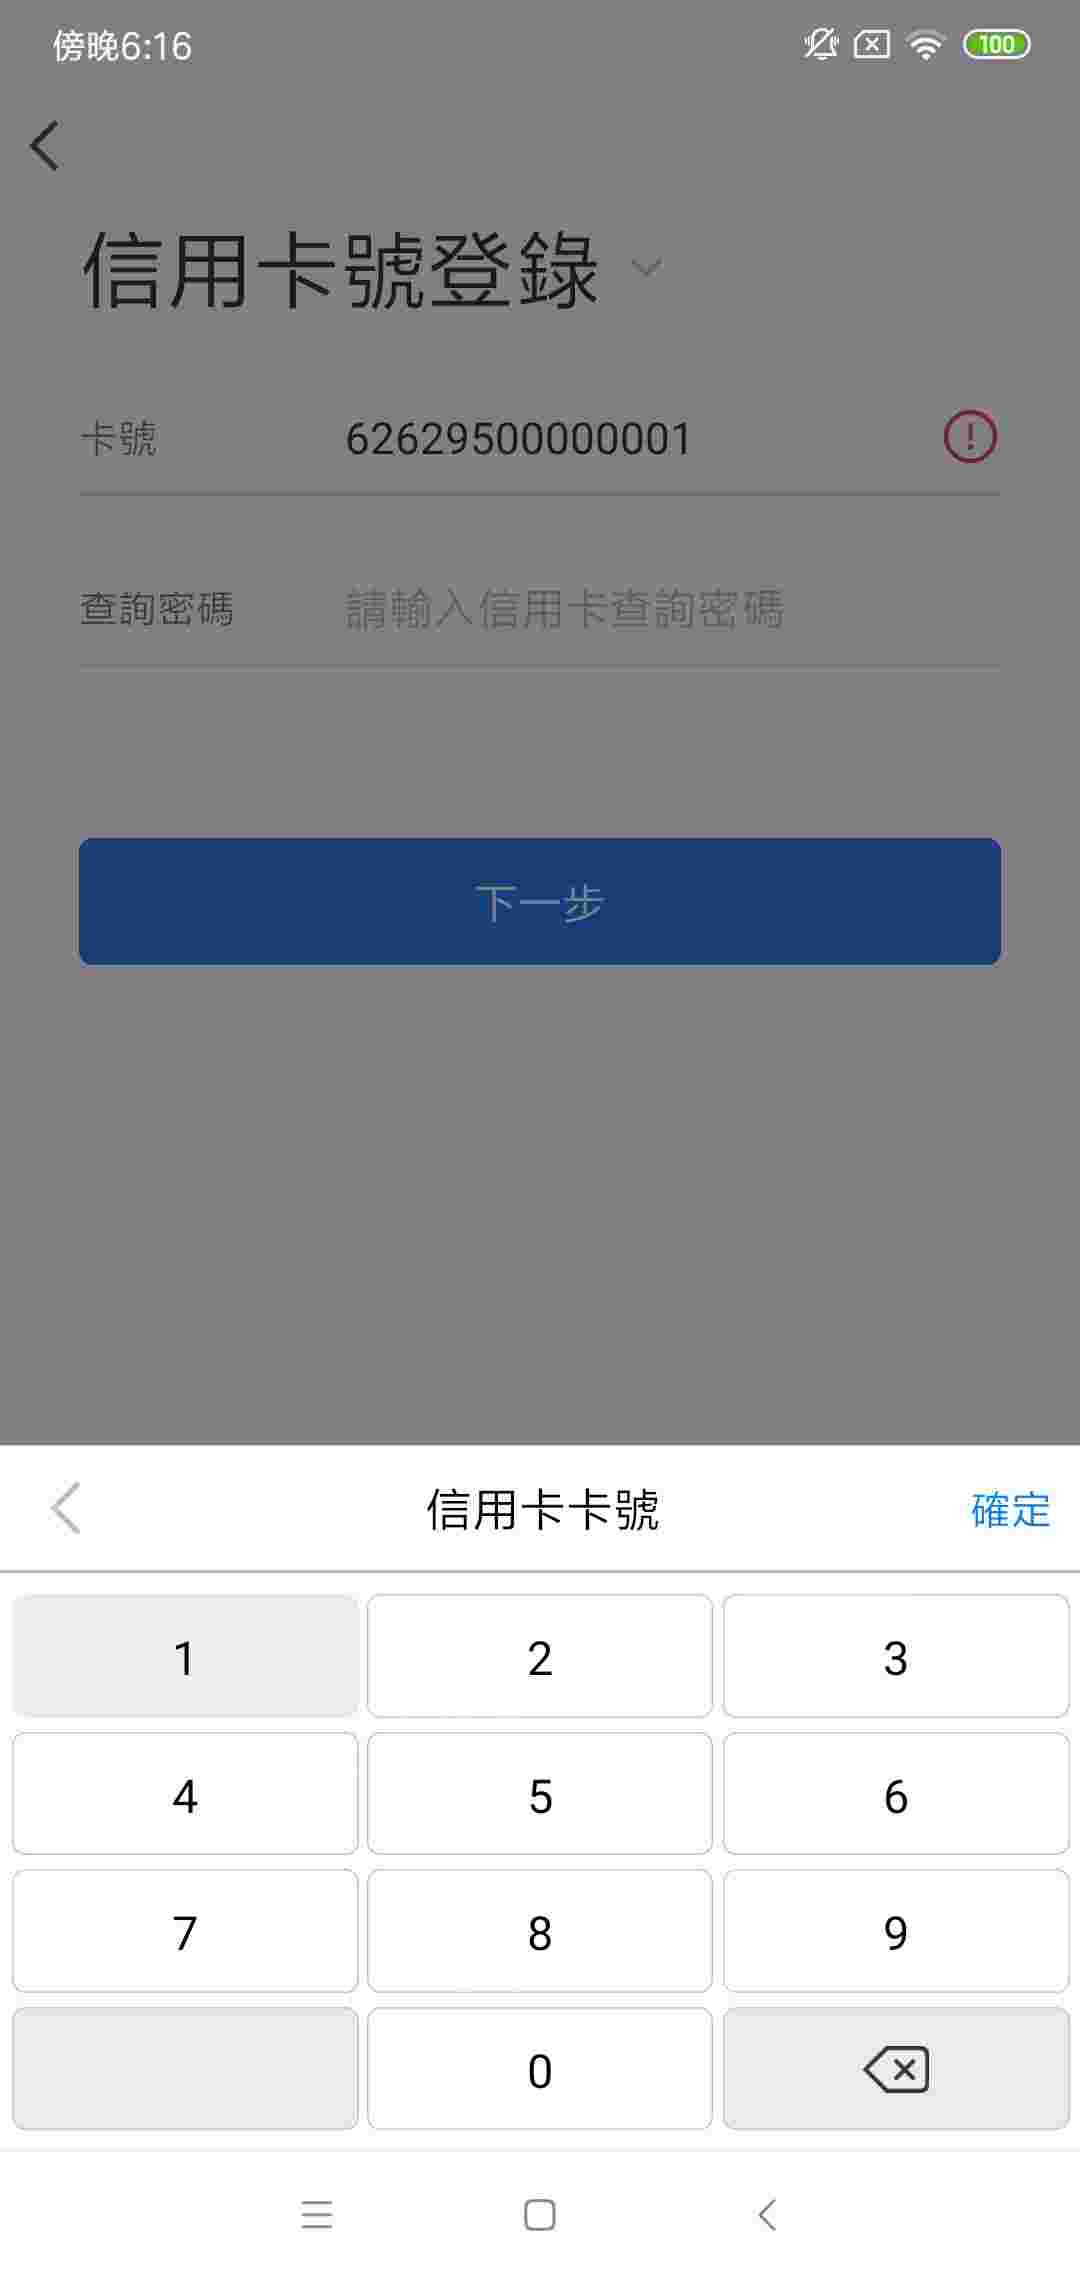 傍晚6:16
100
信用卡號登錄
卡號 62629500000001
查詢密碼 請輸入信用卡查詢密碼
下一步
信用卡卡號 確定
1 2 3
4 5 6
7 8 9
0